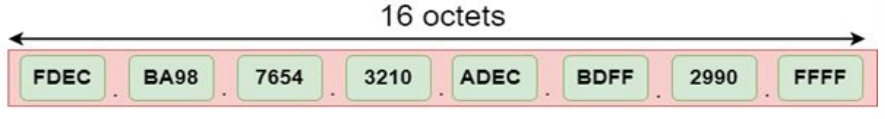 16 octets
FDEC . BA98 . 7654 . 3210 . ADEC . BDFF . 2990 . FFFF